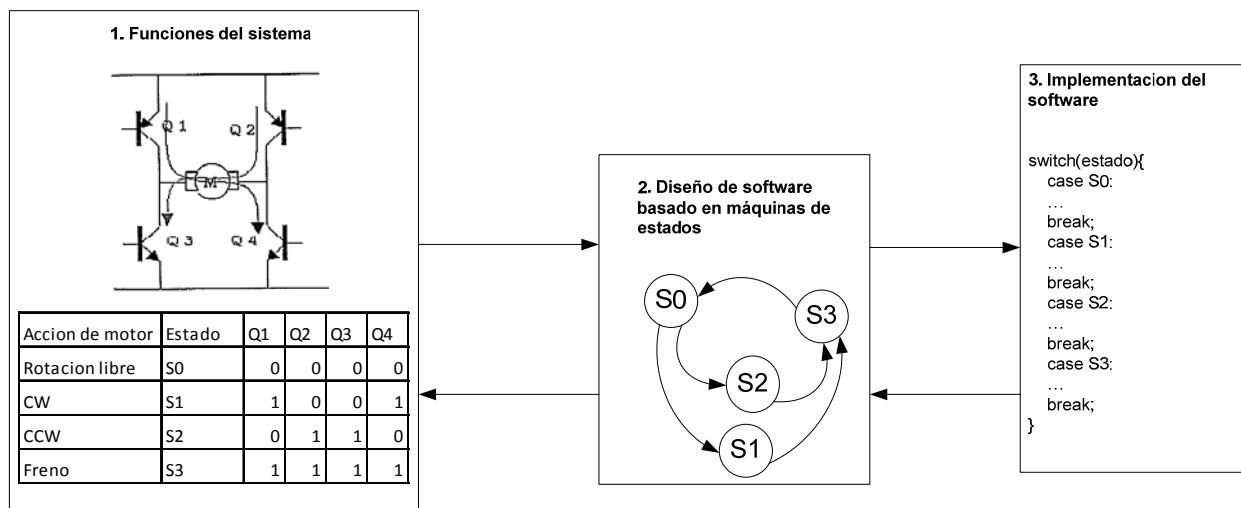 1. Funciones del sistema
Q 1
Q 2
M
Q 3
Q 4
Accion de motor Estado Q1 Q2 Q3 Q4
Rotacion libre S0 0 0 0 0
CW S1 1 0 0 1
CCW S2 0 1 1 0
Freno S3 1 1 1 1
2. Diseño de software
basado en máquinas de
estados
S0
S3
S2
S1
3. Implementacion del
software
switch(estado){
case S0:
...
break;
case S1:
...
break;
case S2:
...
break;
case S3:
...
break;
}